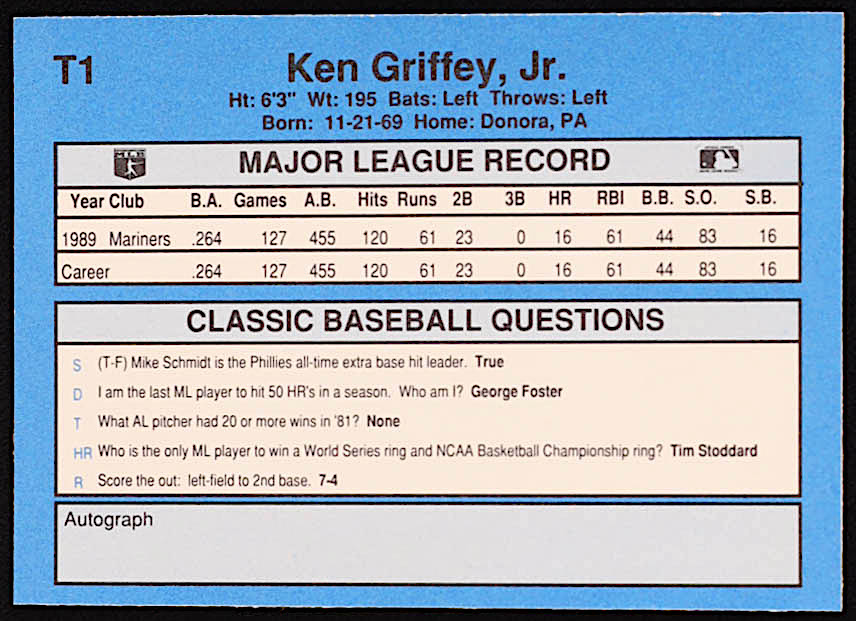 T1
Ken Griffey, Jr.
Ht: 6'3" Wt: 195 Bats: Left Throws: Left
Born: 11-21-69 Home: Donora, PA
MAJOR LEAGUE RECORD
Year Club B.A. Games A.B. Hits Runs 2B 3B HR RBI B.B. S.O. S.B.
1989 Mariners .264 127 455 120 61 23 0 16 61 44 83 16
Career .264 127 455 120 61 23 0 16 61 44 83 16
CLASSIC BASEBALL QUESTIONS
S (T-F) Mike Schmidt is the Phillies all-time extra base hit leader. True
D I am the last ML player to hit 50 HR's in a season. Who am I? George Foster
T What AL pitcher had 20 or more wins in '81? None
HR Who is the only ML player to win a World Series ring and NCAA Basketball Championship ring? Tim Stoddard
R Score the out: left-field to 2nd base. 7-4
Autograph